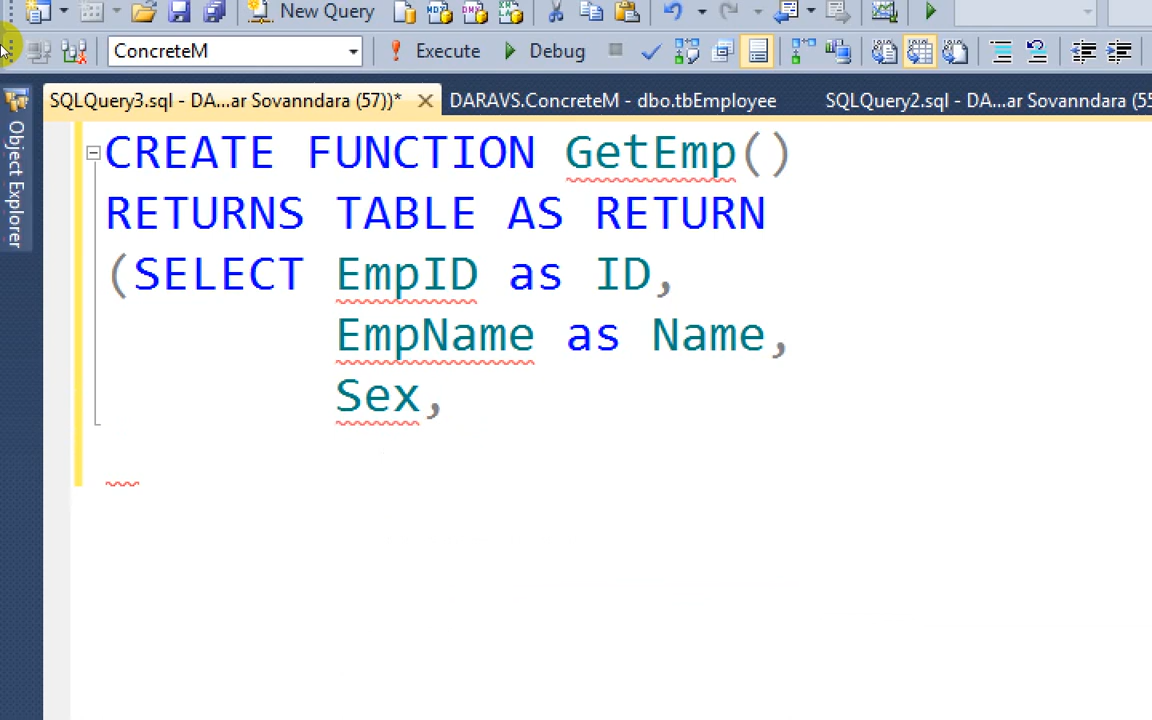 New Query
ConcreteM
Execute
Debug
SQLQuery3.sql - DA...ar Sovanndara (57))*
DARAVS.ConcreteM - dbo.tbEmployee
SQLQuery2.sql - DA...ar Sovanndara (55
Object Explorer
CREATE FUNCTION GetEmp()
RETURNS TABLE AS RETURN
(SELECT EmpID as ID,
EmpName as Name,
Sex,